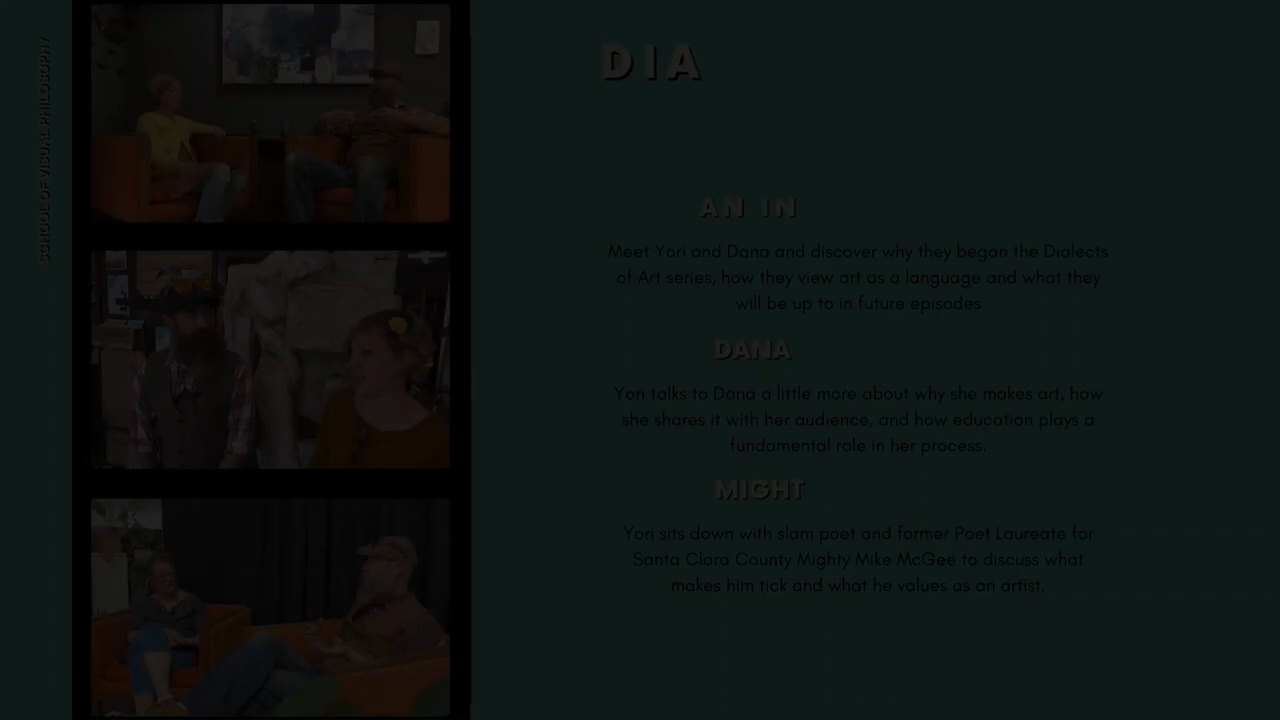 SCHOOL OF VISUAL PHILOSOPHY
DIA
AN IN
Meet Yori and Dana and discover why they began the Dialects
of Art series, how they view art as a language and what they
will be up to in future episodes
DANA
Yori talks to Dana a little more about why she makes art, how
she shares it with her audience, and how education plays a
fundamental role in her process.
MIGHT
Yori sits down with slam poet and former Poet Laureate for
Santa Clara County Mighty Mike McGee to discuss what
makes him tick and what he values as an artist.